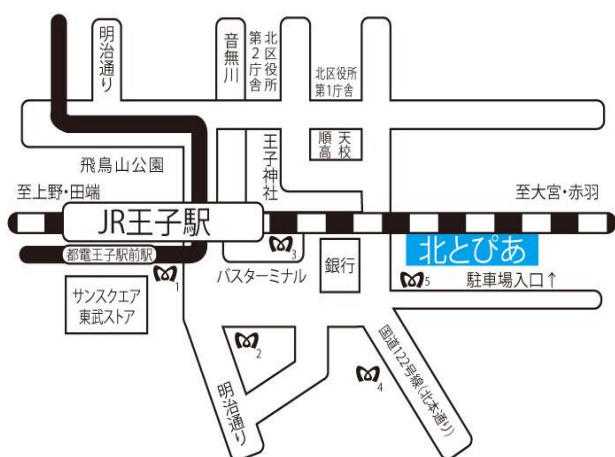 明治通り
音無川
北区役所
第2庁舎
北区役所
第1庁舎
順天
高校
王子神社
飛鳥山公園
至上野・田端
至大宮・赤羽
JR王子駅
都電王子駅前駅
北とぴあ
3
銀行
バスターミナル
1
5
駐車場入口↑
サンスクエア
東武ストア
2
4
国道122号線(北本通り)
明治通り